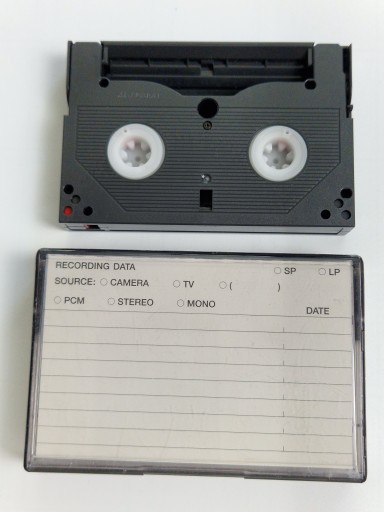 RECORDING DATA
○ SP ○ LP
SOURCE: ○ CAMERA ○ TV ○ ( )
○ PCM ○ STEREO ○ MONO
DATE